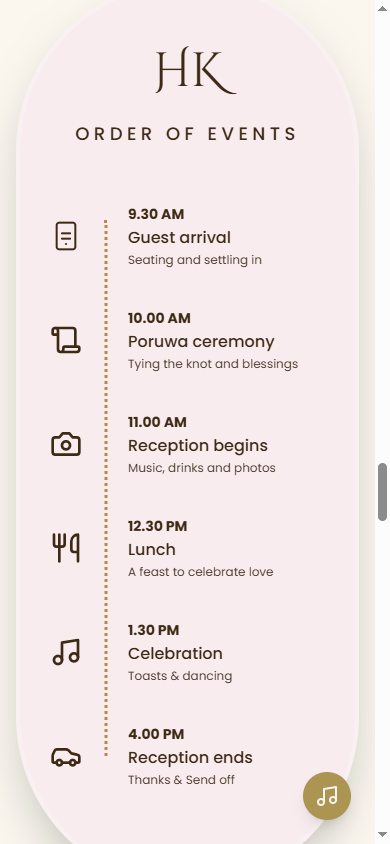 HK
ORDER OF EVENTS
9.30 AM
Guest arrival
Seating and settling in
10.00 AM
Poruwa ceremony
Tying the knot and blessings
11.00 AM
Reception begins
Music, drinks and photos
12.30 PM
Lunch
A feast to celebrate love
1.30 PM
Celebration
Toasts & dancing
4.00 PM
Reception ends
Thanks & Send off